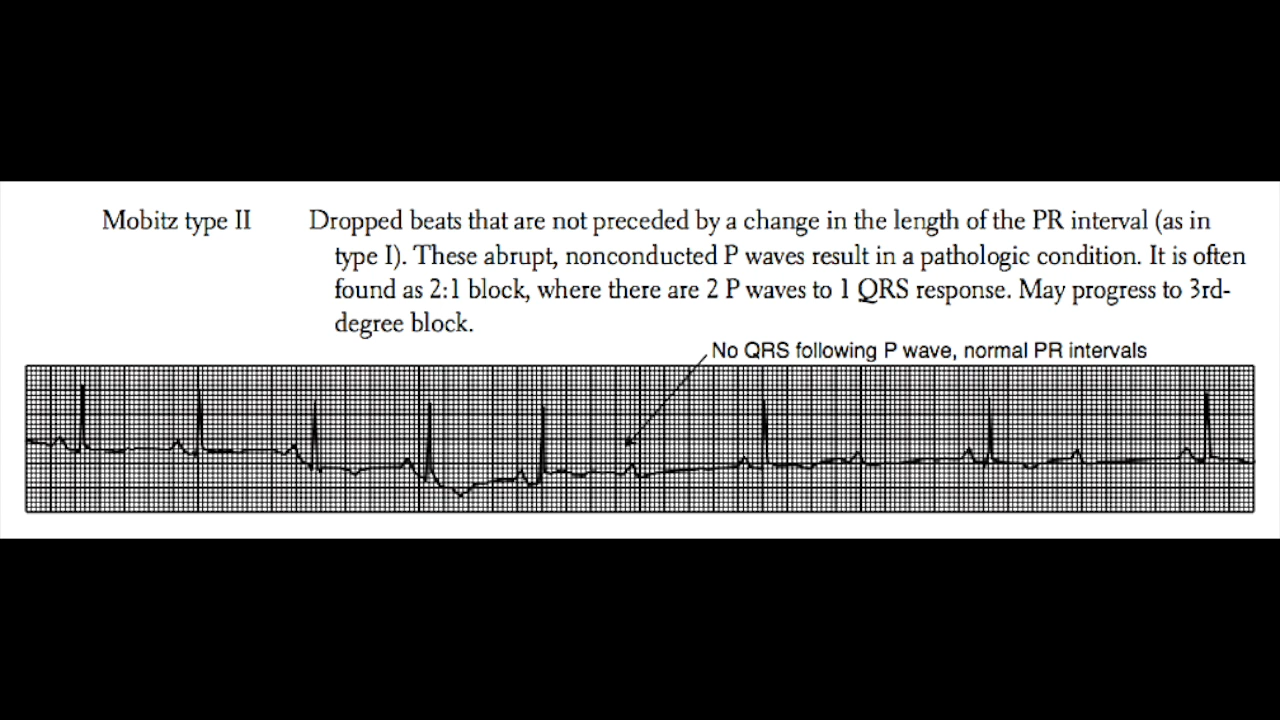 Mobitz type II Dropped beats that are not preceded by a change in the length of the PR interval (as in
type I). These abrupt, nonconducted P waves result in a pathologic condition. It is often
found as 2:1 block, where there are 2 P waves to 1 QRS response. May progress to 3rd-
degree block.
No QRS following P wave, normal PR intervals